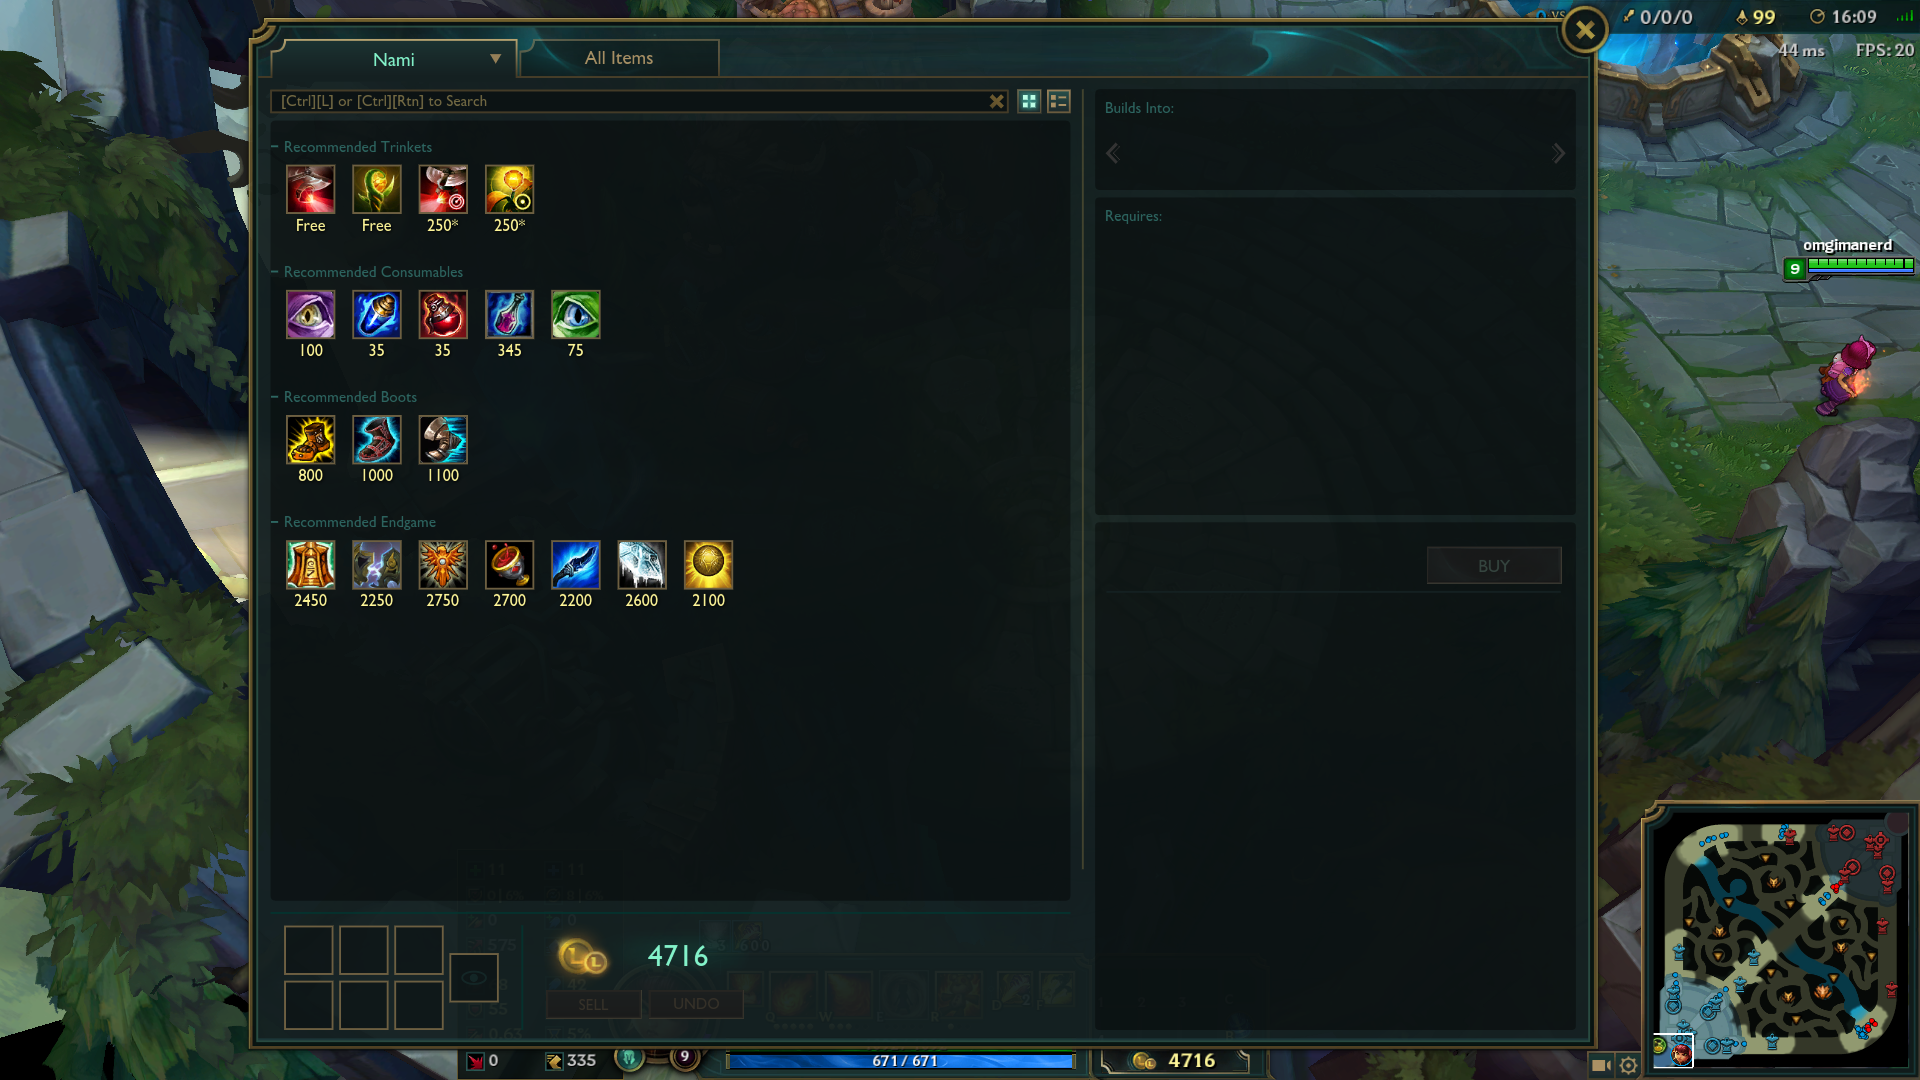 Nami
All Items
0/0/0
99
16:09
44 ms
FPS: 20
[Ctrl][L] or [Ctrl][Rtn] to Search
Builds Into:
Recommended Trinkets
Free
Free
250*
250*
Requires:
omgimanerd
9
Recommended Consumables
100
35
35
345
75
Recommended Boots
800
1000
1100
Recommended Endgame
2450
2250
2750
2700
2200
2600
2100
BUY
4716
SELL
UNDO
0
335
9
671 / 671
4716